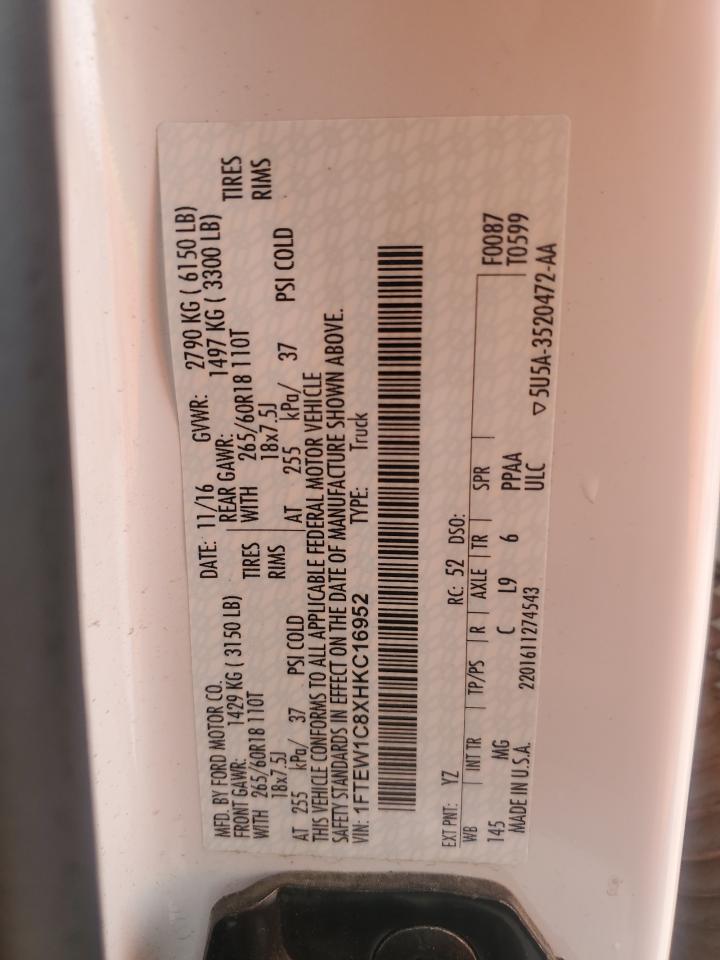 MFD. BY FORD MOTOR CO.
DATE: 11/16
GVWR: 2790 KG ( 6150 LB)
FRONT GAWR: 1429 KG ( 3150 LB)
REAR GAWR: 1497 KG ( 3300 LB)
WITH 265/60R18 110T TIRES
WITH 265/60R18 110T TIRES
18x7.5J RIMS
18x7.5J RIMS
AT 255 kPa/ 37 PSI COLD
AT 255 kPa/ 37 PSI COLD
THIS VEHICLE CONFORMS TO ALL APPLICABLE FEDERAL MOTOR VEHICLE
SAFETY STANDARDS IN EFFECT ON THE DATE OF MANUFACTURE SHOWN ABOVE.
VIN: 1FTEW1C8XHKC16952 TYPE: Truck
EXT PNT: YZ RC: 52 DSO:
WB INT TR TP/PS R AXLE TR SPR F0087
145 MG C L9 6 PPAA T0599
MADE IN U.S.A. 2201611274543 ULC
▽5U5A-3520472-AA